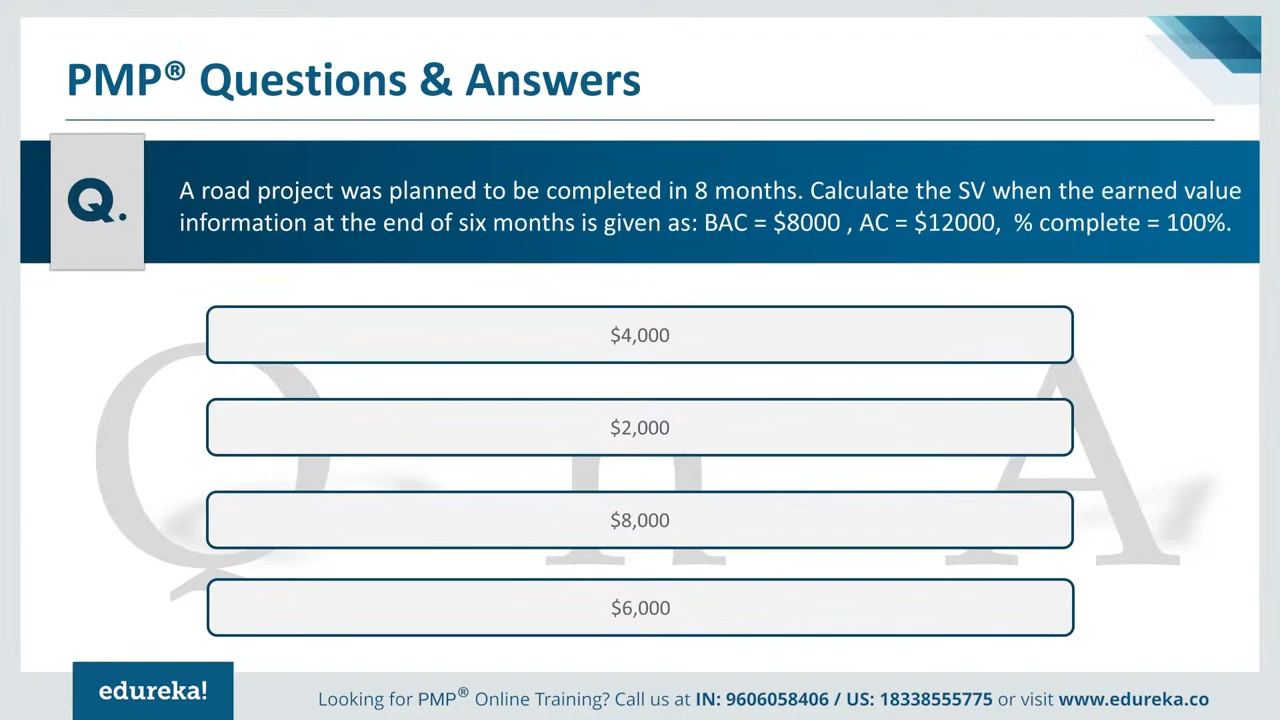 PMP® Questions & Answers
Q.
A road project was planned to be completed in 8 months. Calculate the SV when the earned value
information at the end of six months is given as: BAC = $8000 , AC = $12000,  % complete = 100%.
$4,000
$2,000
$8,000
$6,000
Q n A
edureka!
Looking for PMP® Online Training? Call us at IN: 9606058406 / US: 18338555775 or visit www.edureka.co